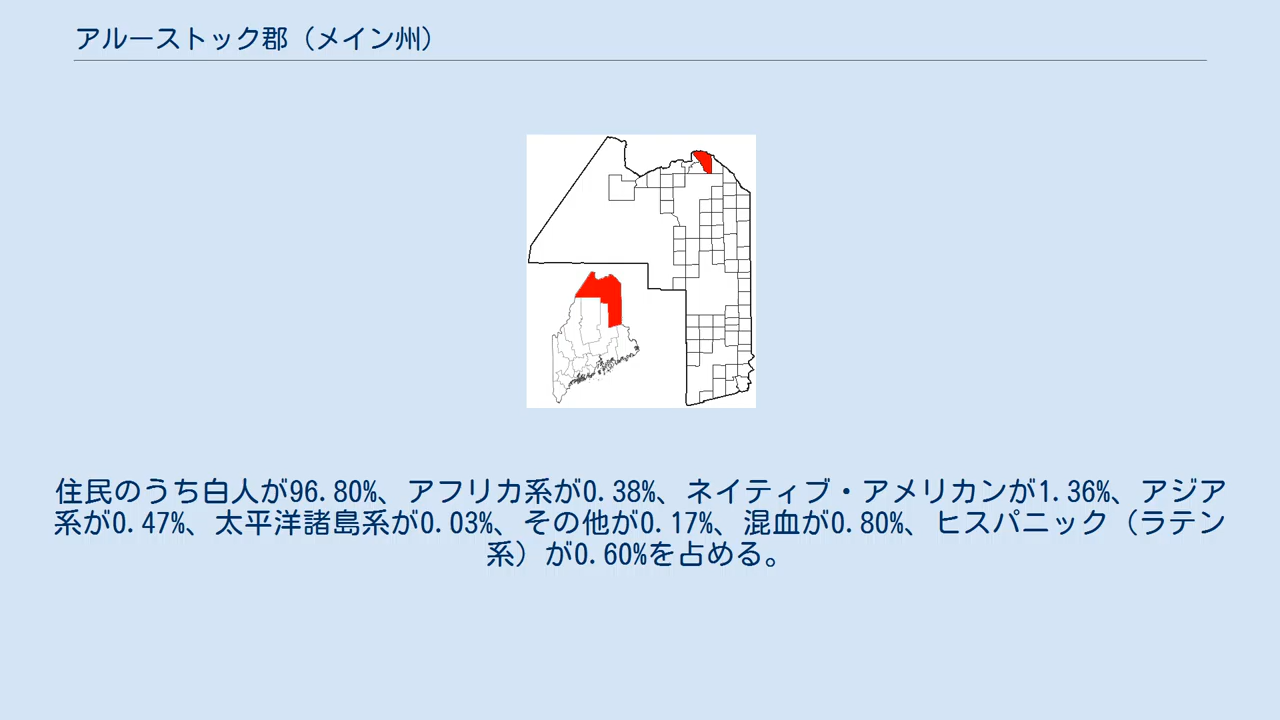 アルーストック郡（メイン州）
住民のうち白人が96.80%、アフリカ系が0.38%、ネイティブ・アメリカンが1.36%、アジア
系が0.47%、太平洋諸島系が0.03%、その他が0.17%、混血が0.80%、ヒスパニック（ラテン
系）が0.60%を占める。